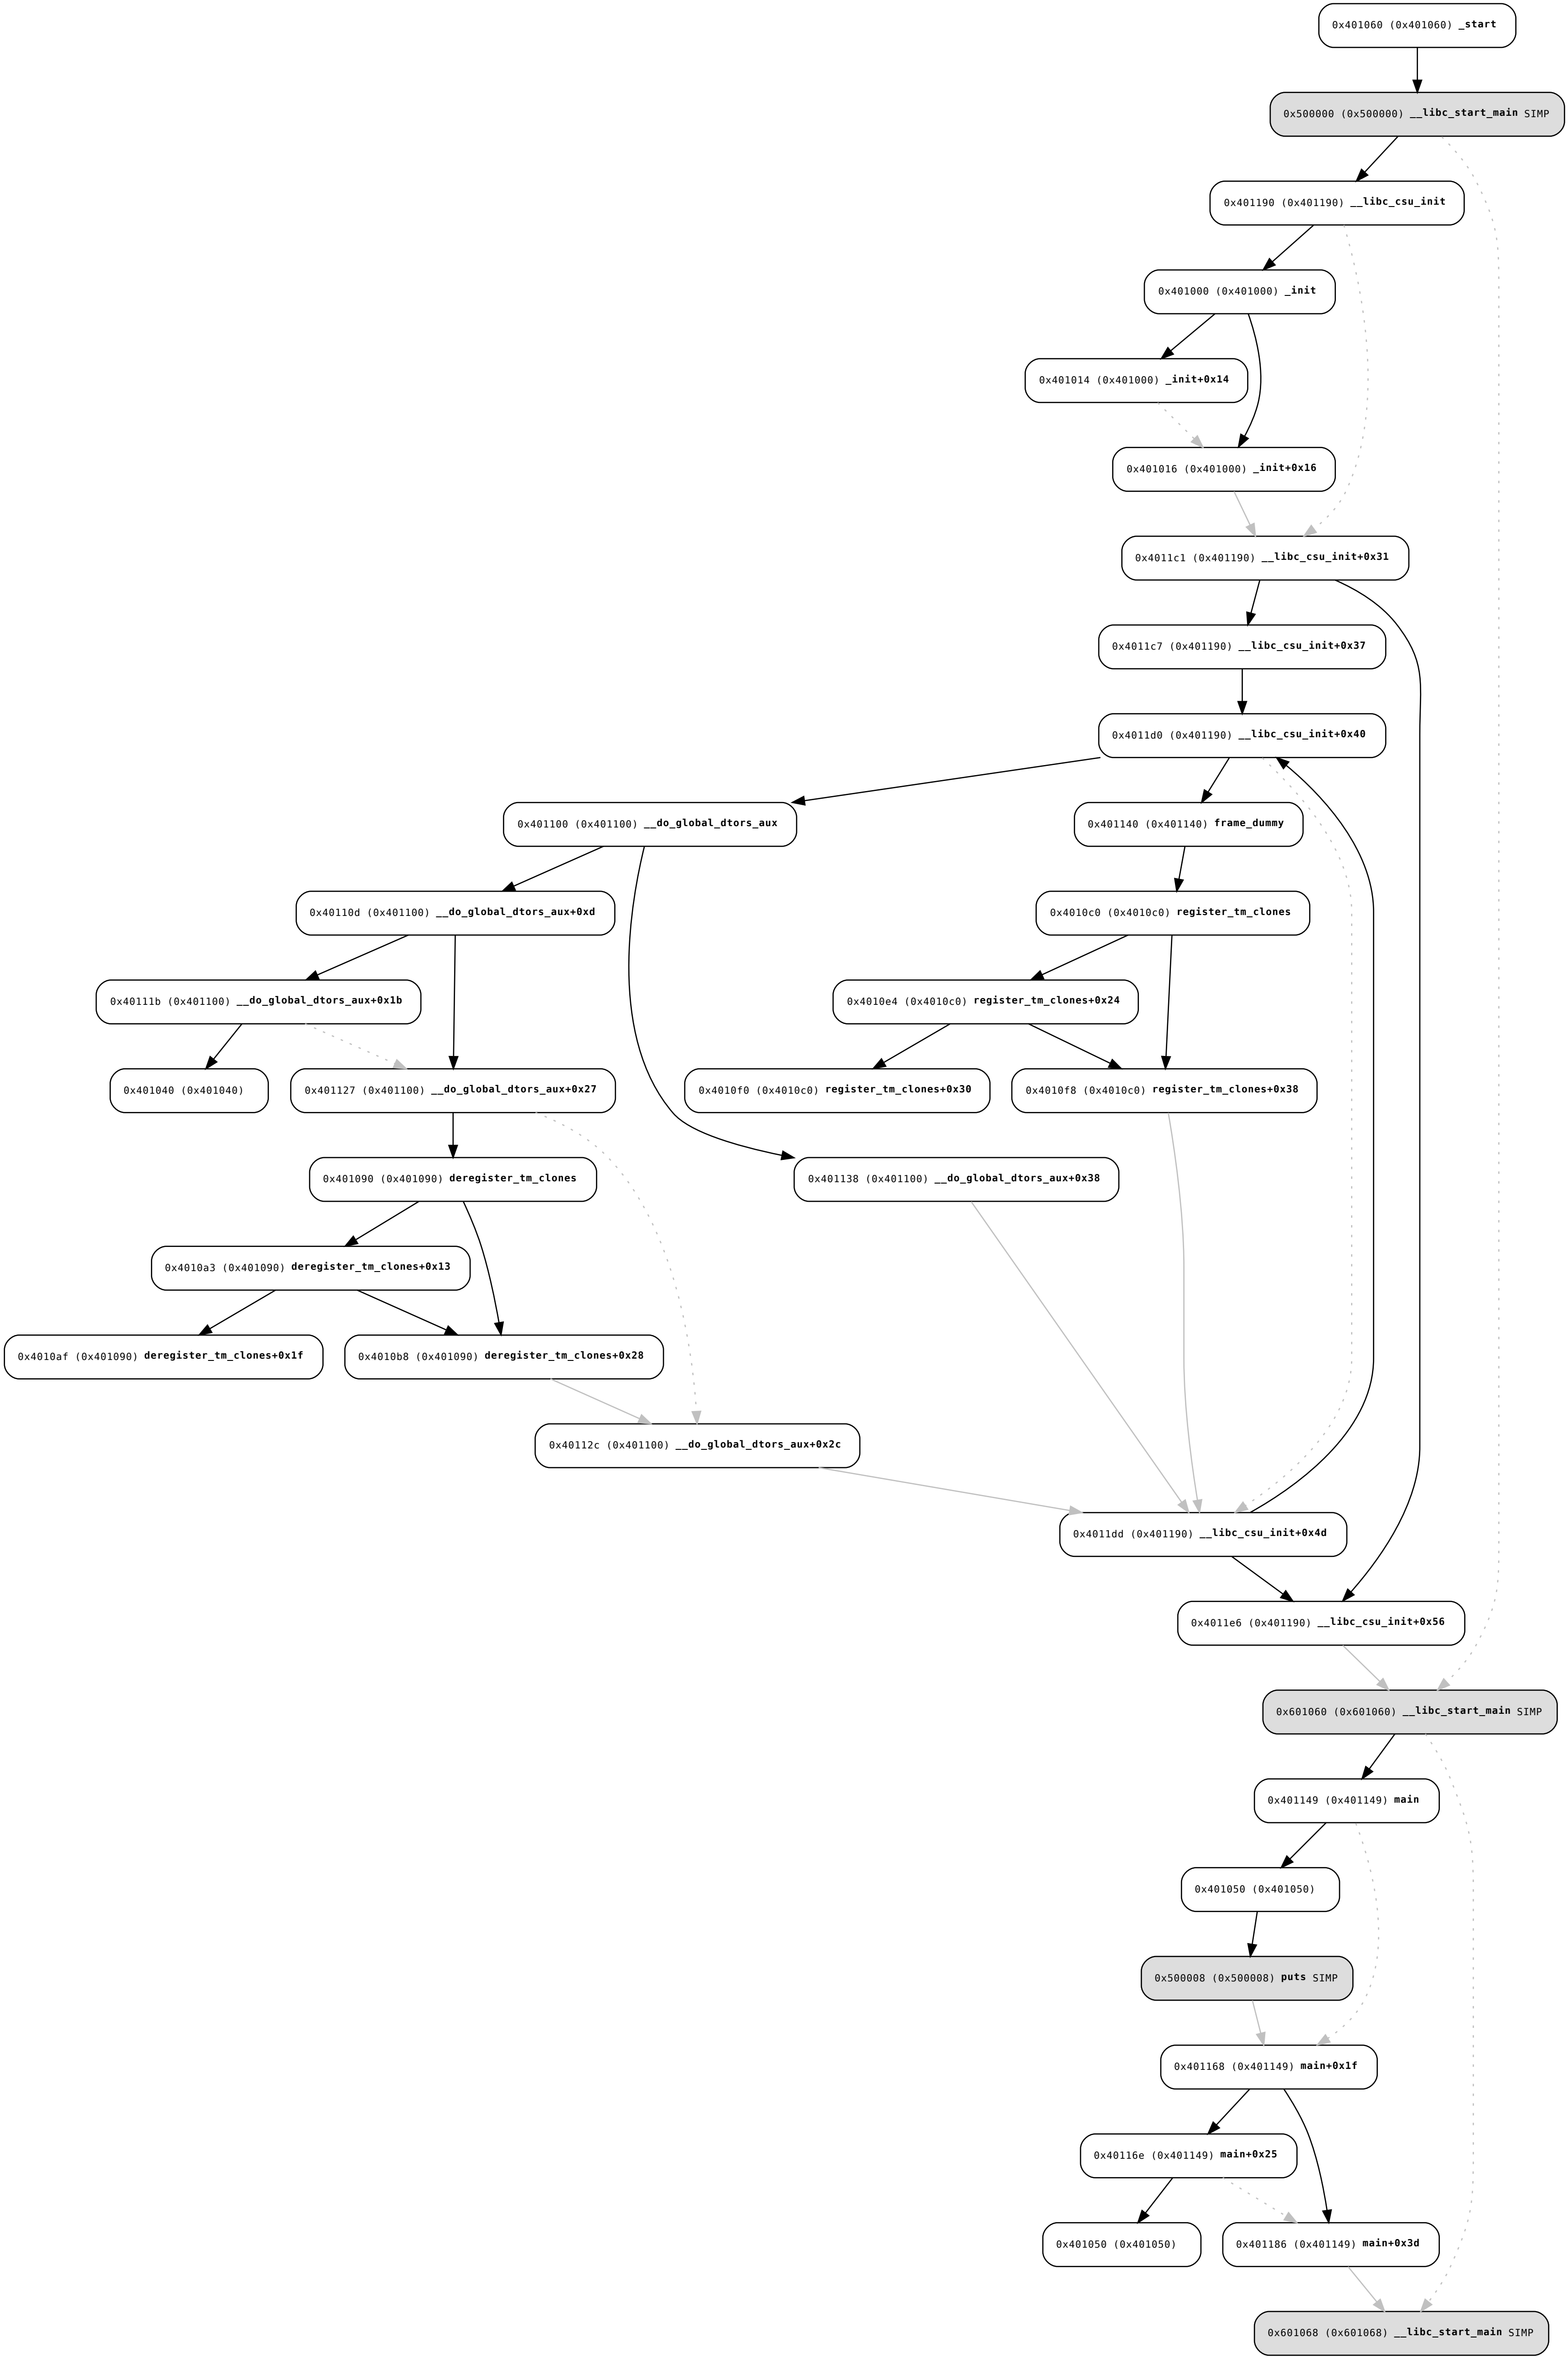 0x401060 (0x401060) _start
0x500000 (0x500000) __libc_start_main SIMP
0x401190 (0x401190) __libc_csu_init
0x401000 (0x401000) _init
0x401014 (0x401000) _init+0x14
0x401016 (0x401000) _init+0x16
0x4011c1 (0x401190) __libc_csu_init+0x31
0x4011c7 (0x401190) __libc_csu_init+0x37
0x4011d0 (0x401190) __libc_csu_init+0x40
0x401100 (0x401100) __do_global_dtors_aux
0x401140 (0x401140) frame_dummy
0x40110d (0x401100) __do_global_dtors_aux+0xd
0x4010c0 (0x4010c0) register_tm_clones
0x40111b (0x401100) __do_global_dtors_aux+0x1b
0x4010e4 (0x4010c0) register_tm_clones+0x24
0x401040 (0x401040)
0x401127 (0x401100) __do_global_dtors_aux+0x27
0x4010f0 (0x4010c0) register_tm_clones+0x30
0x4010f8 (0x4010c0) register_tm_clones+0x38
0x401090 (0x401090) deregister_tm_clones
0x401138 (0x401100) __do_global_dtors_aux+0x38
0x4010a3 (0x401090) deregister_tm_clones+0x13
0x4010af (0x401090) deregister_tm_clones+0x1f
0x4010b8 (0x401090) deregister_tm_clones+0x28
0x40112c (0x401100) __do_global_dtors_aux+0x2c
0x4011dd (0x401190) __libc_csu_init+0x4d
0x4011e6 (0x401190) __libc_csu_init+0x56
0x601060 (0x601060) __libc_start_main SIMP
0x401149 (0x401149) main
0x401050 (0x401050)
0x500008 (0x500008) puts SIMP
0x401168 (0x401149) main+0x1f
0x40116e (0x401149) main+0x25
0x401050 (0x401050)
0x401186 (0x401149) main+0x3d
0x601068 (0x601068) __libc_start_main SIMP